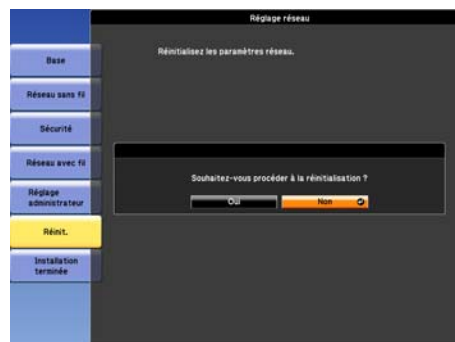 Réglage réseau
Base
Réseau sans fil
Sécurité
Réseau avec fil
Réglage
administrateur
Réinit.
Installation
terminée
Réinitialisez les paramètres réseau.
Souhaitez-vous procéder à la réinitialisation ?
Oui
Non